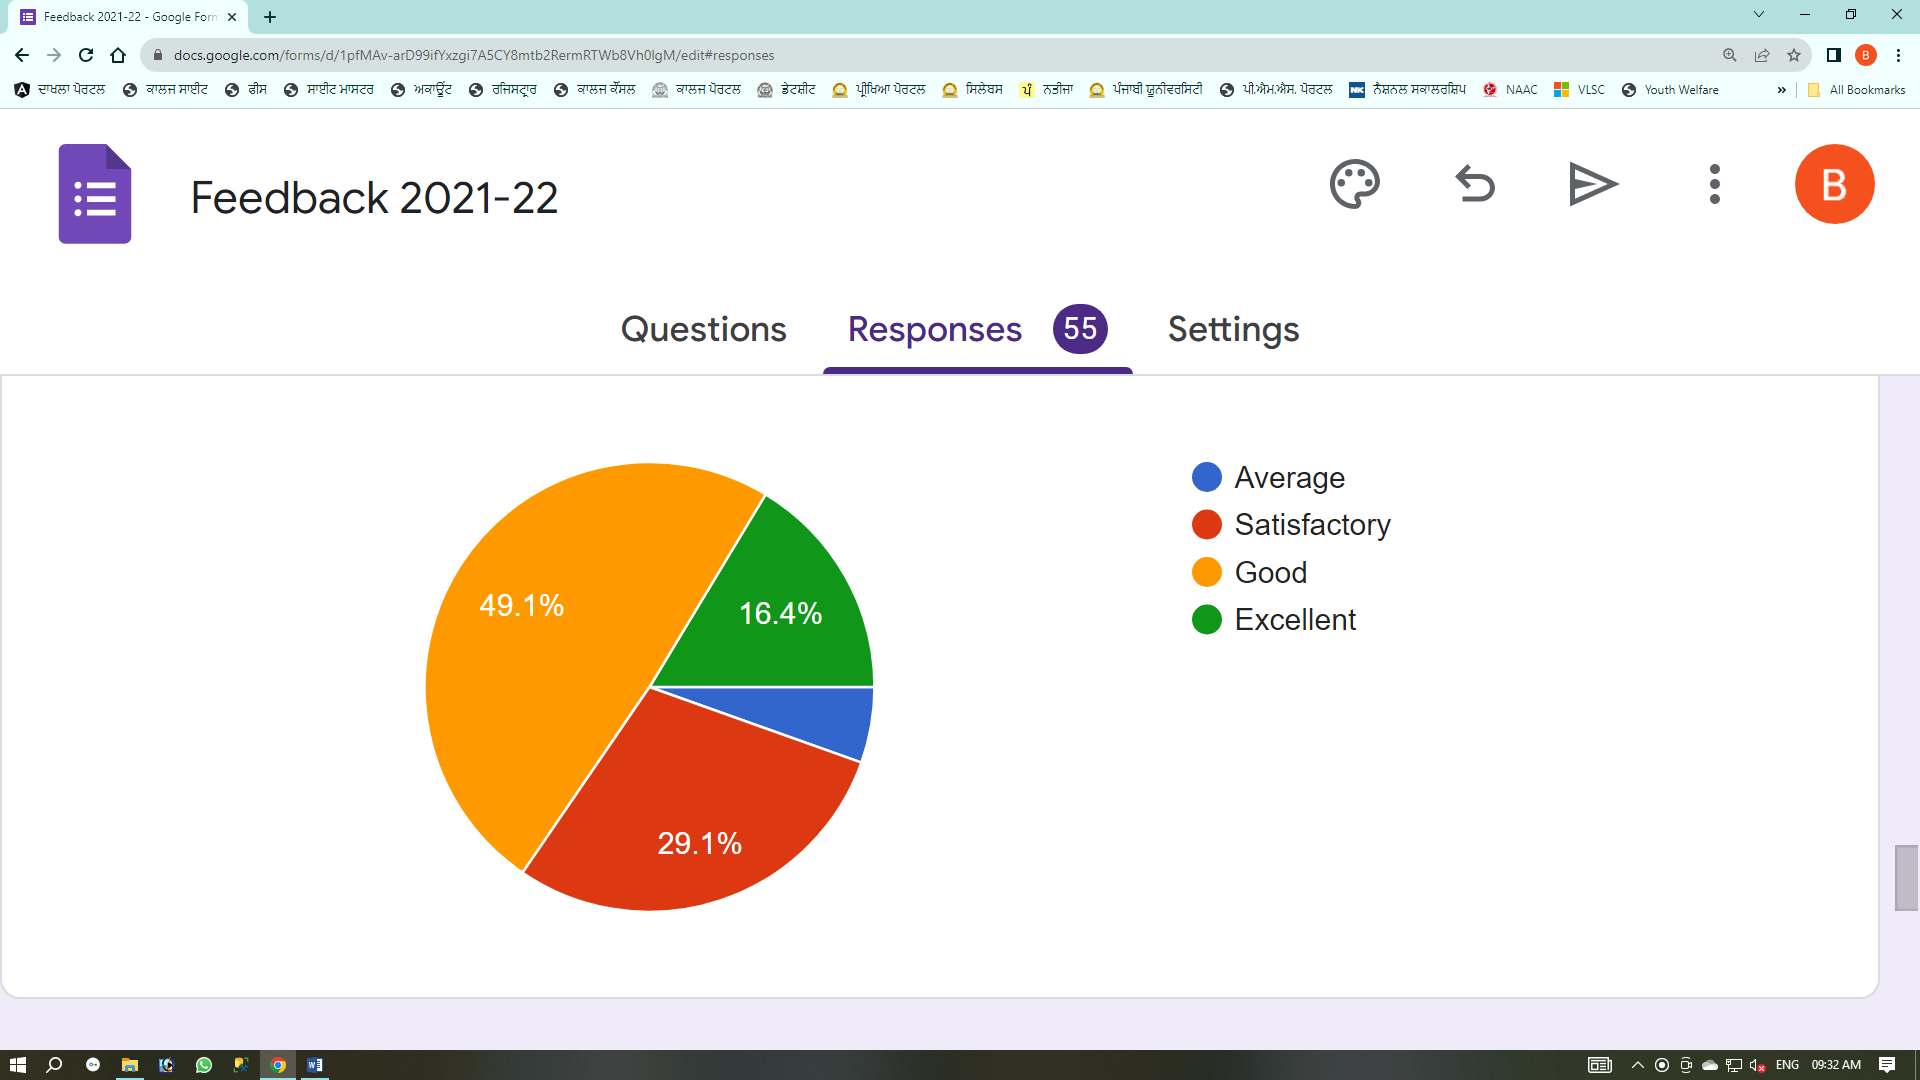 Feedback 2021-22 - Google Form
docs.google.com/forms/d/1pfMAv-arD99ifYxzgi7A5CY8mtb2RermRTWb8Vh0lgM/edit#responses
B
ਦਾਖਲਾ ਪੋਰਟਲ ਕਾਲਜ ਸਾਈਟ ਫੀਸ ਸਾਈਟ ਮਾਸਟਰ ਅਕਾਊਂਟ ਰਜਿਸਟ੍ਰਾਰ ਕਾਲਜ ਕੌਂਸਲ ਕਾਲਜ ਪੋਰਟਲ ਡੇਟਸ਼ੀਟ ਪ੍ਰੀਖਿਆ ਪੋਰਟਲ ਸਿਲੇਬਸ ਪੰ ਨਤੀਜਾ ਪੰਜਾਬੀ ਯੂਨੀਵਰਸਿਟੀ ਪੀ.ਐਮ.ਐਸ. ਪੋਰਟਲ NK ਨੈਸ਼ਨਲ ਸਕਾਲਰਸ਼ਿਪ NAAC VLSC Youth Welfare » All Bookmarks
Feedback 2021-22
B
Questions Responses 55 Settings
Average
Satisfactory
Good
Excellent
49.1%
16.4%
29.1%
ENG 09:32 AM